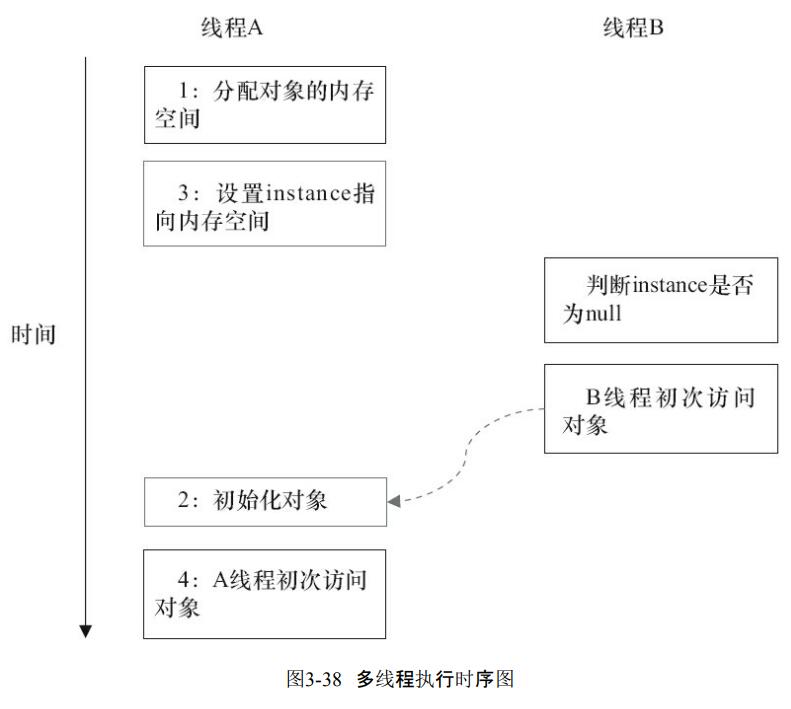 线程A
线程B
1：分配对象的内存
空间
3：设置instance指
向内存空间
判断instance是否
为null
时间
B线程初次访问
对象
2：初始化对象
4：A线程初次访问
对象
图3-38 多线程执行时序图